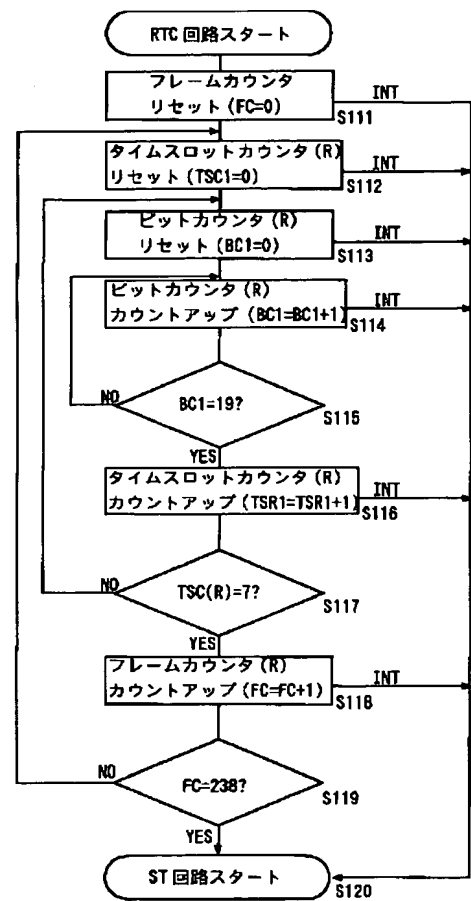 RTC 回路スタート
フレームカウンタ
リセット(FC=0)
INT
S111
タイムスロットカウンタ(R)
リセット(TSC1=0)
INT
S112
ビットカウンタ(R)
リセット(BC1=0)
INT
S113
ビットカウンタ(R)
カウントアップ(BC1=BC1+1)
INT
S114
NO
BC1=19?
S115
YES
タイムスロットカウンタ(R)
カウントアップ(TSR1=TSR1+1)
INT
S116
NO
TSC(R)=7?
S117
YES
フレームカウンタ(R)
カウントアップ(FC=FC+1)
INT
S118
NO
FC=238?
S119
YES
ST 回路スタート
S120